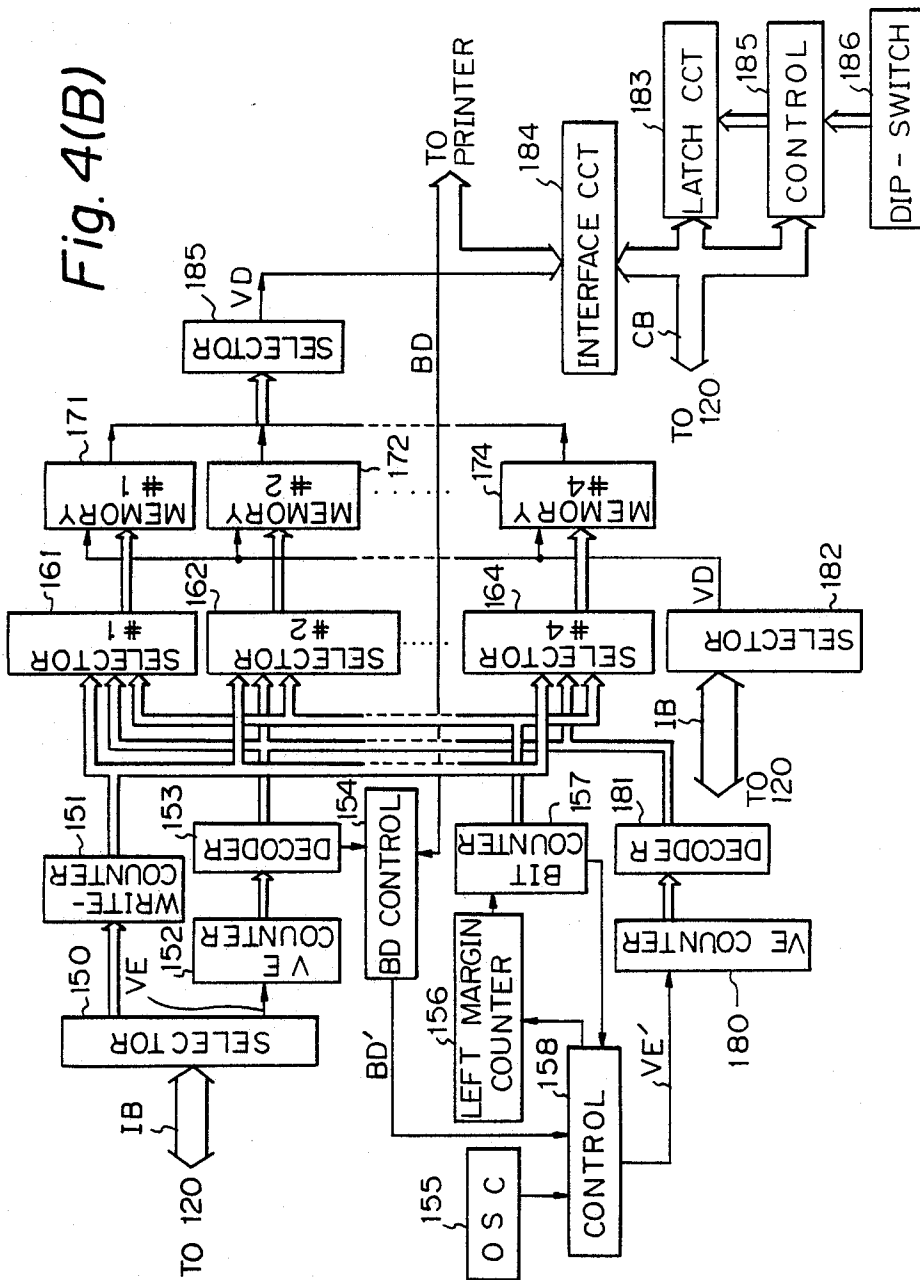 Fig. 4(B)
TO 120
IB
150
SELECTOR
VE
151
WRITE-
COUNTER
152
VE
COUNTER
153
DECODER
154
BD CONTROL
BD'
155
OSC
156
LEFT MARGIN
COUNTER
157
BIT
COUNTER
158
CONTROL
VE'
180
VE COUNTER
181
DECODER
161
SELECTOR
#1
162
SELECTOR
#2
164
SELECTOR
#4
171
MEMORY
#1
172
MEMORY
#2
174
MEMORY
#4
VD
182
SELECTOR
IB
TO
120
185
SELECTOR
VD
BD
TO
PRINTER
184
INTERFACE CCT
CB
TO
120
183
LATCH CCT
185
CONTROL
186
DIP-SWITCH